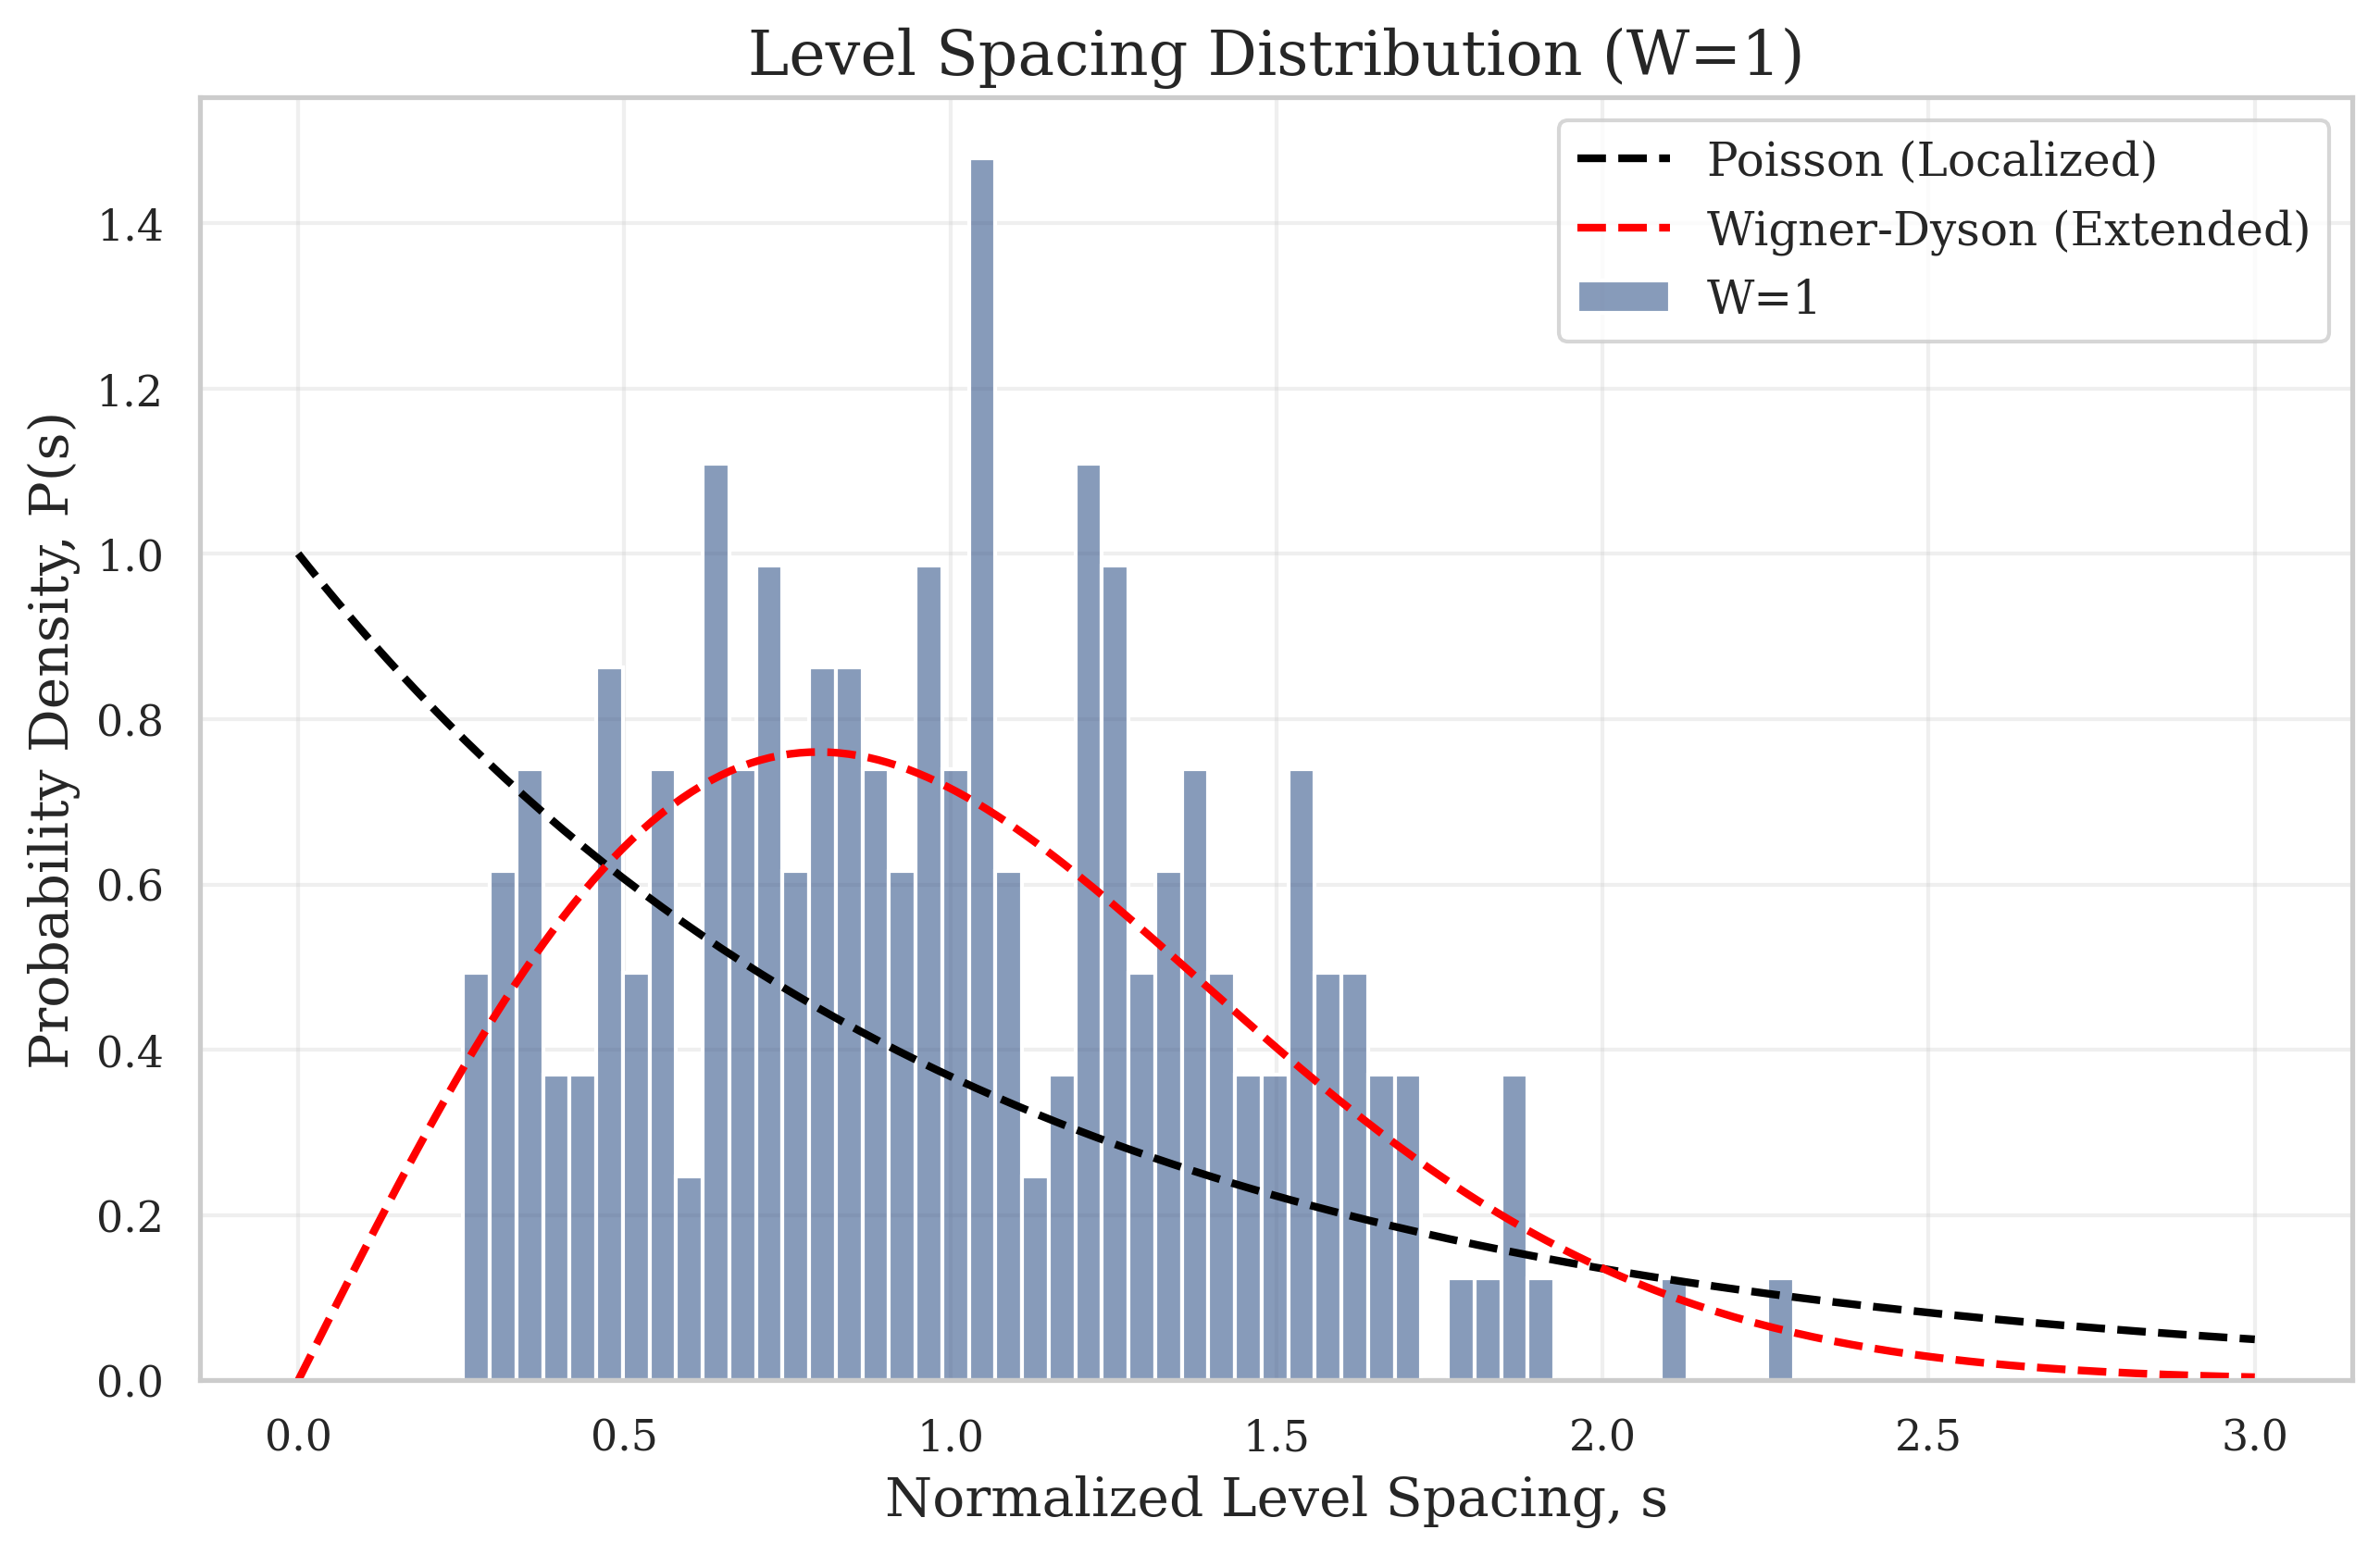 Level Spacing Distribution (W=1)
Poisson (Localized)
Wigner-Dyson (Extended)
W=1
Probability Density, P(s)
1.4
1.2
1.0
0.8
0.6
0.4
0.2
0.0
0.0 0.5 1.0 1.5 2.0 2.5 3.0
Normalized Level Spacing, s